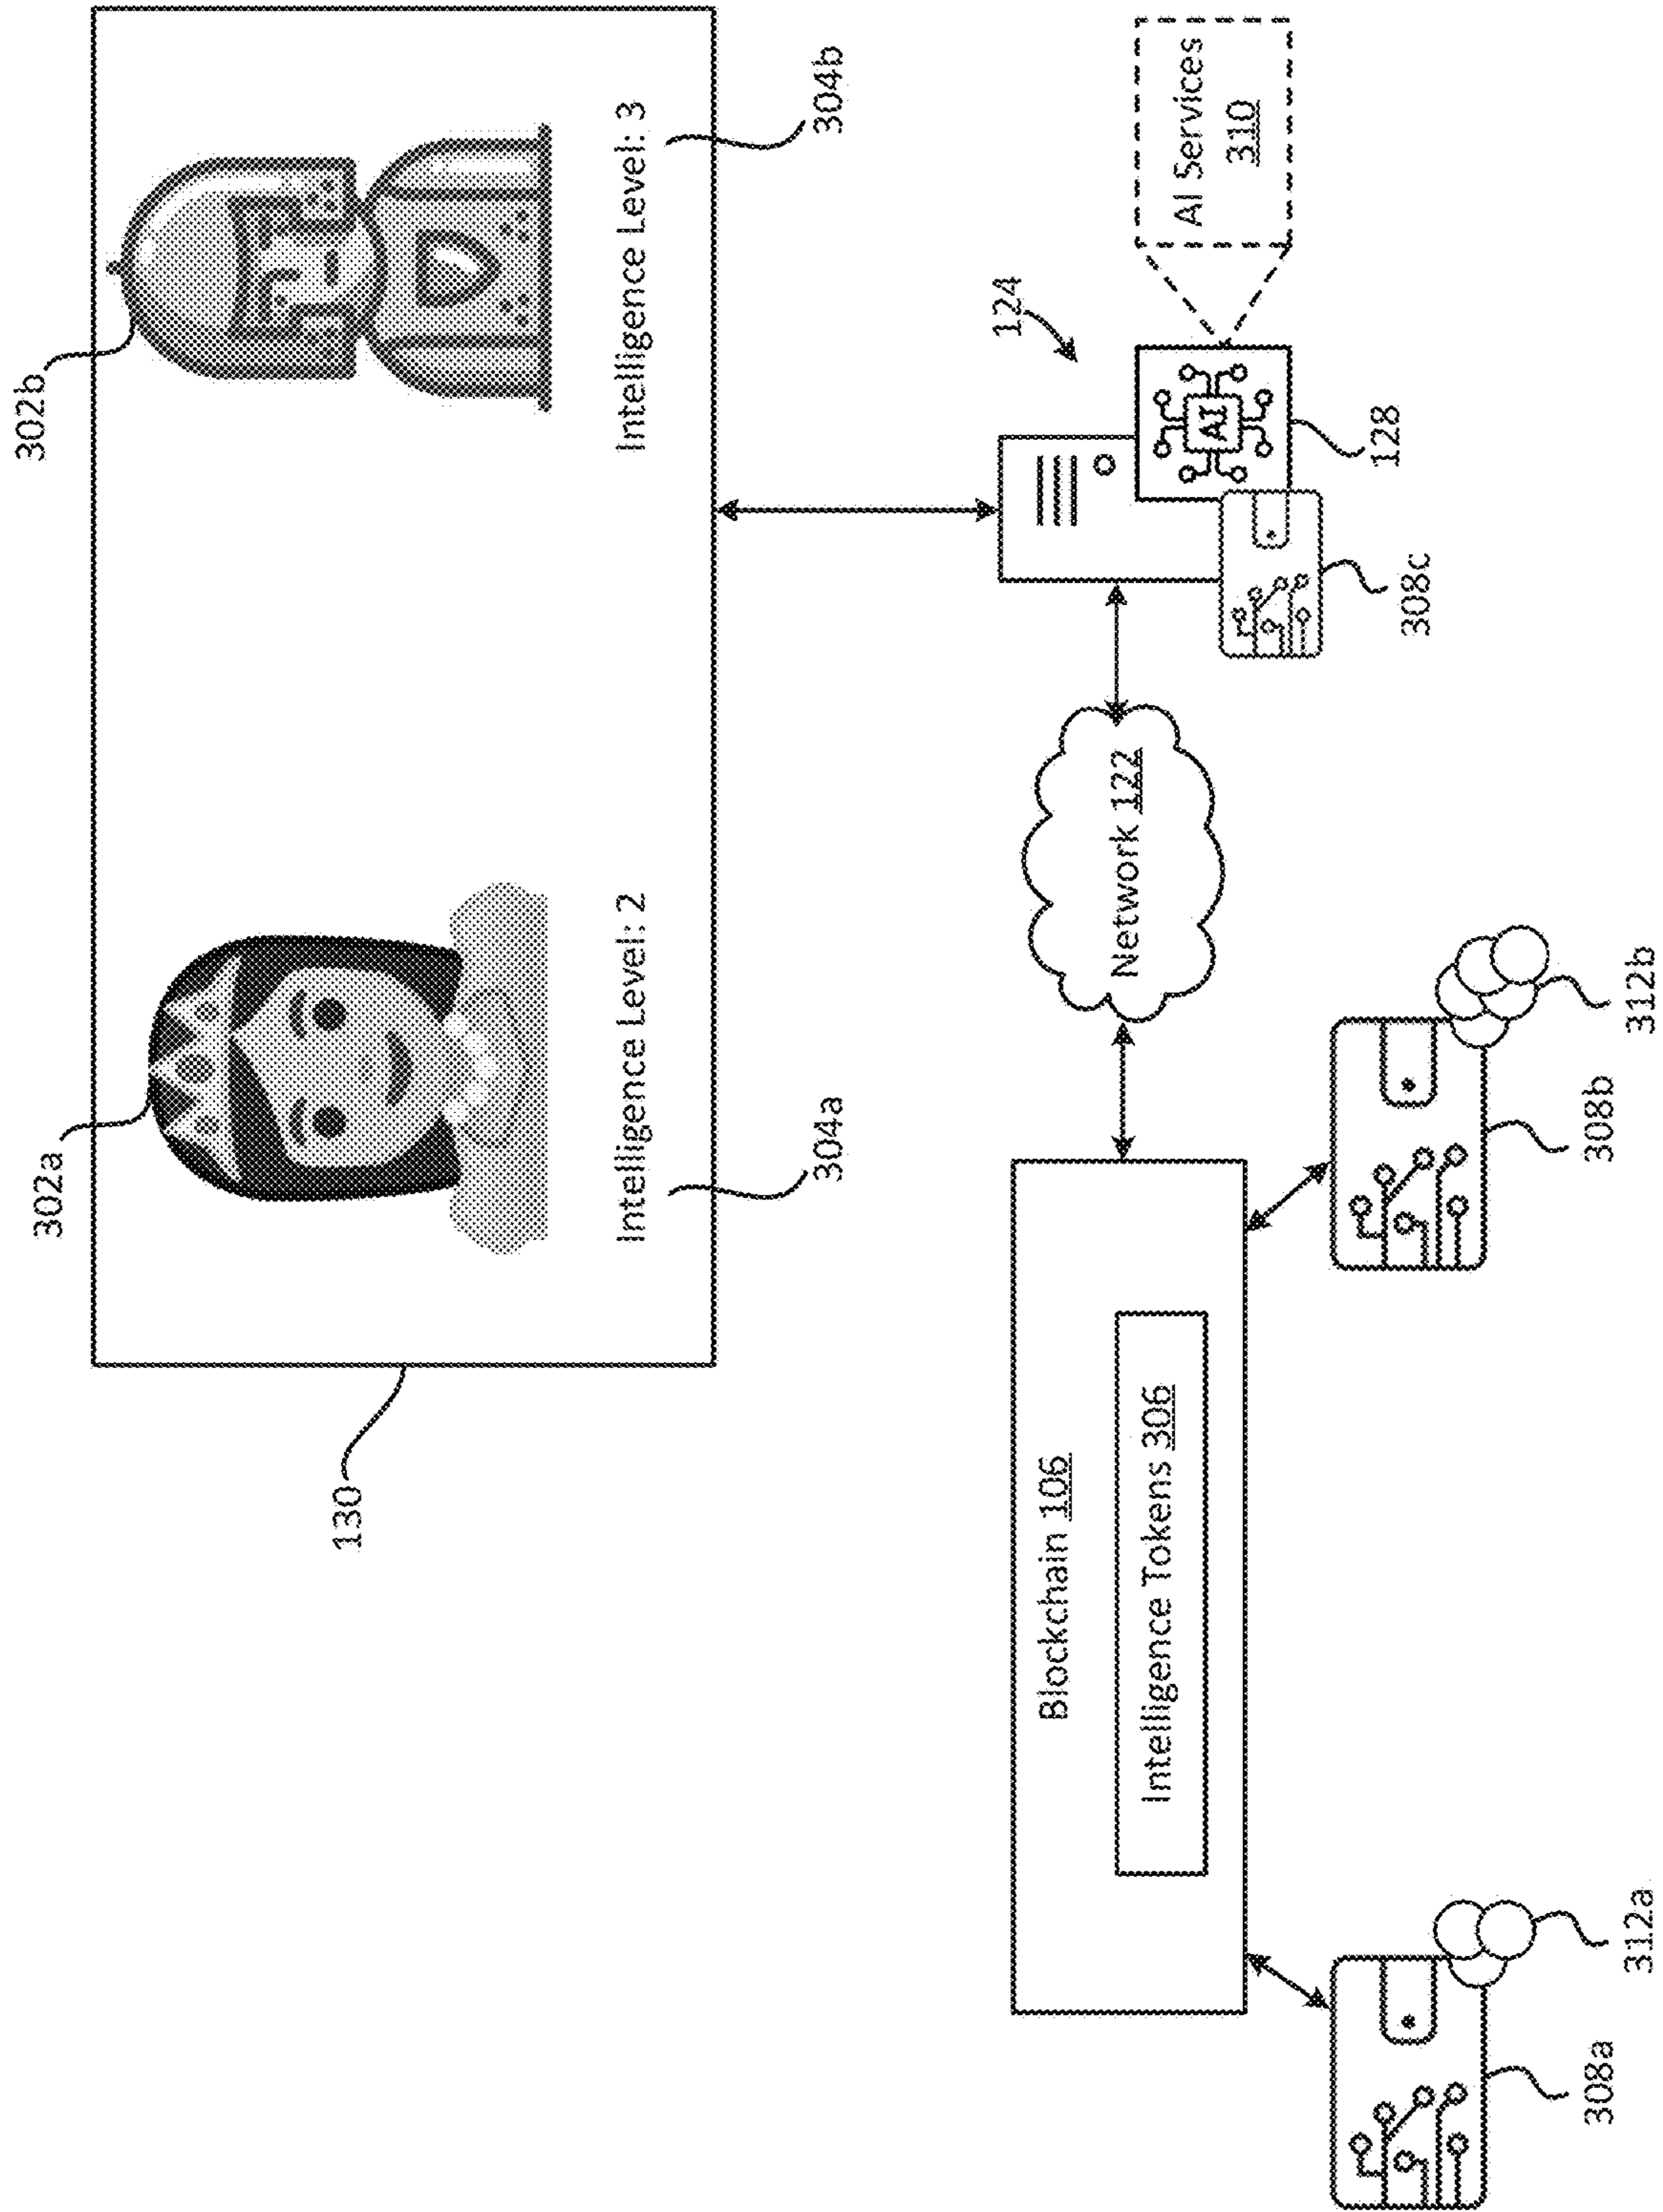 302a
302b
130
Intelligence Level: 2
Intelligence Level: 3
304a
304b
124
Blockchain 106
Intelligence Tokens 306
Network 122
AI
AI Services
310
128
308c
308a
312a
308b
312b